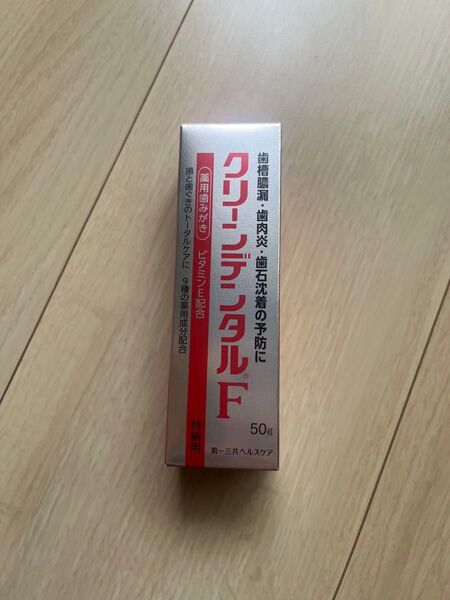 歯槽膿漏・歯肉炎・歯石沈着の予防に
クリーンデンタル®F
薬用歯みがき ビタミンE配合
歯と歯ぐきのトータルケアに 9種の薬用成分配合
特納用
50g
第一三共ヘルスケア